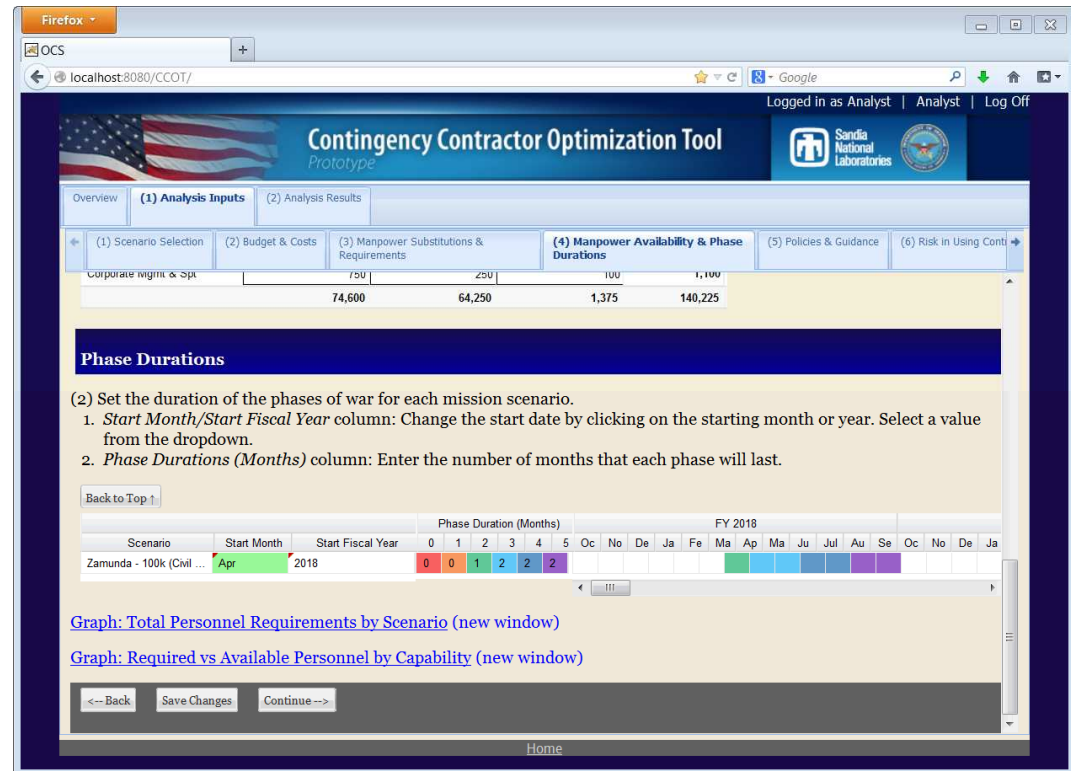 Firefox
OCS
+
localhost:8080/CCOT/
Google
Logged in as Analyst | Analyst | Log Off
Contingency Contractor Optimization Tool
Prototype
Sandia
National
Laboratories
Overview
(1) Analysis Inputs
(2) Analysis Results
(1) Scenario Selection
(2) Budget & Costs
(3) Manpower Substitutions &
Requirements
(4) Manpower Availability & Phase
Durations
(5) Policies & Guidance
(6) Risk in Using Conti
Corporate Mgmt & Spt 750 250 100 1,100
74,600 64,250 1,375 140,225
Phase Durations
(2) Set the duration of the phases of war for each mission scenario.
1. Start Month/Start Fiscal Year column: Change the start date by clicking on the starting month or year. Select a value
from the dropdown.
2. Phase Durations (Months) column: Enter the number of months that each phase will last.
Back to Top ↑
Phase Duration (Months) FY 2018
Scenario Start Month Start Fiscal Year 0 1 2 3 4 5 Oc No De Ja Fe Ma Ap Ma Ju Jul Au Se Oc No De Ja
Zamunda - 100k (Civil ... Apr 2018 0 0 1 2 2 2
Graph: Total Personnel Requirements by Scenario (new window)
Graph: Required vs Available Personnel by Capability (new window)
<-- Back
Save Changes
Continue -->
Home